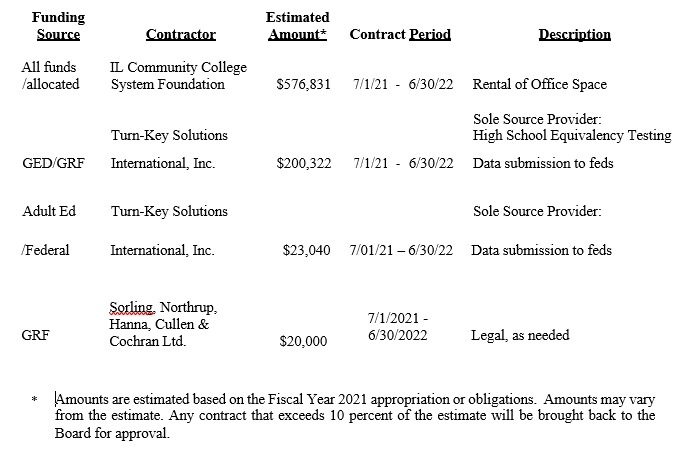 Funding Estimated
Source Contractor Amount* Contract Period Description
All funds IL Community College
/allocated System Foundation $576,831 7/1/21 - 6/30/22 Rental of Office Space
Sole Source Provider:
Turn-Key Solutions High School Equivalency Testing
GED/GRF International, Inc. $200,322 7/1/21 - 6/30/22 Data submission to feds
Adult Ed Turn-Key Solutions Sole Source Provider:
/Federal International, Inc. $23,040 7/01/21 – 6/30/22 Data submission to feds
Sorling, Northrup,
Hanna, Cullen & 7/1/2021 -
GRF Cochran Ltd. $20,000 6/30/2022 Legal, as needed
* Amounts are estimated based on the Fiscal Year 2021 appropriation or obligations. Amounts may vary
from the estimate. Any contract that exceeds 10 percent of the estimate will be brought back to the
Board for approval.